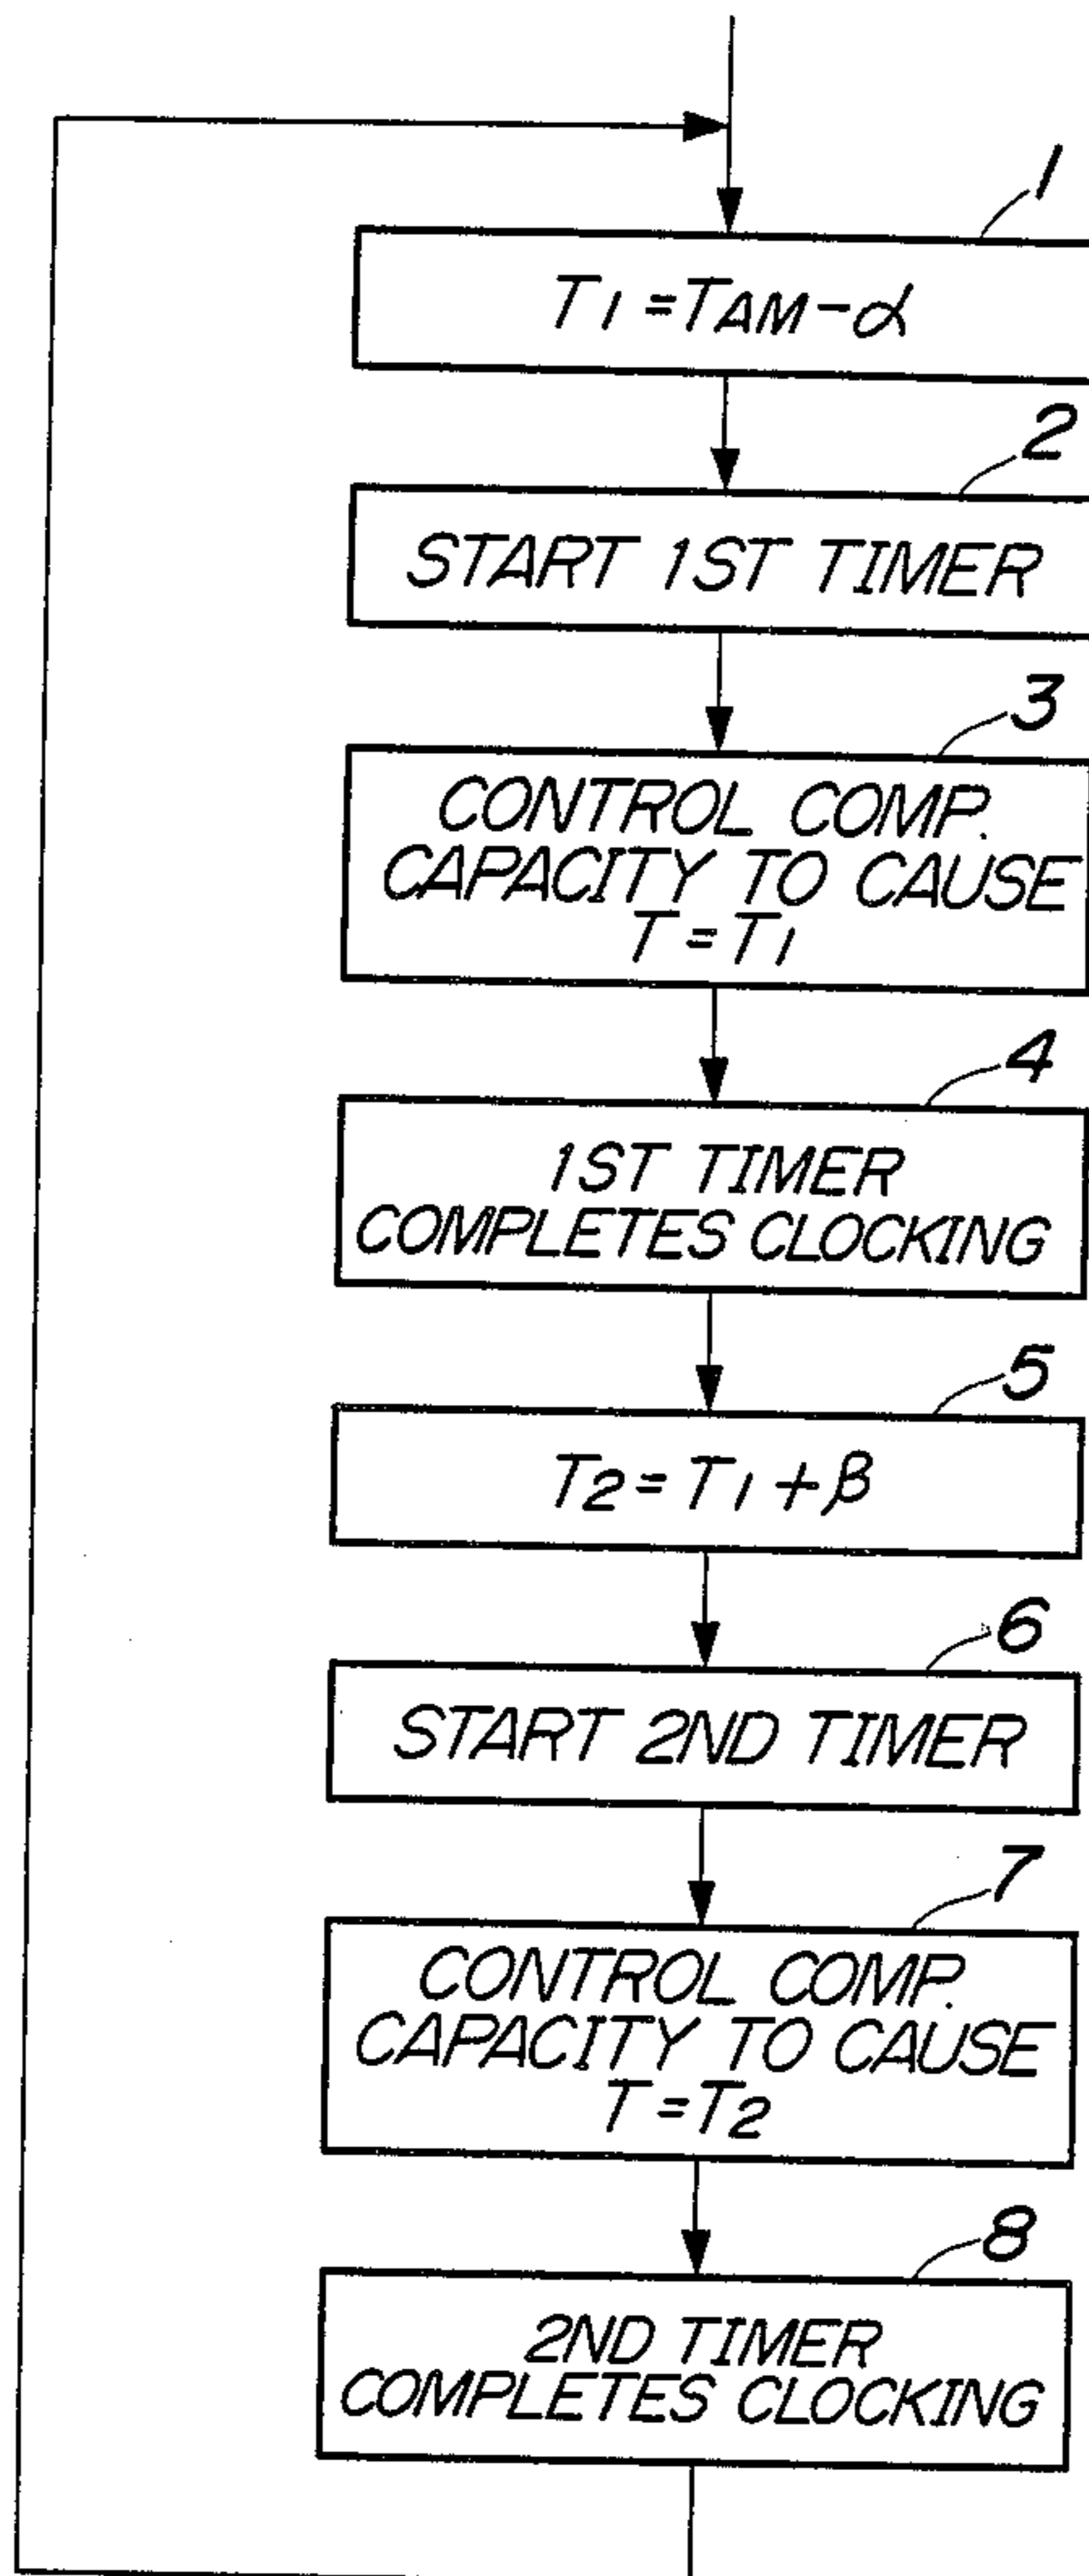 1
T1 = TAM - α
2
START 1ST TIMER
3
CONTROL COMP.
CAPACITY TO CAUSE
T = T1
4
1ST TIMER
COMPLETES CLOCKING
5
T2 = T1 + β
6
START 2ND TIMER
7
CONTROL COMP.
CAPACITY TO CAUSE
T = T2
8
2ND TIMER
COMPLETES CLOCKING